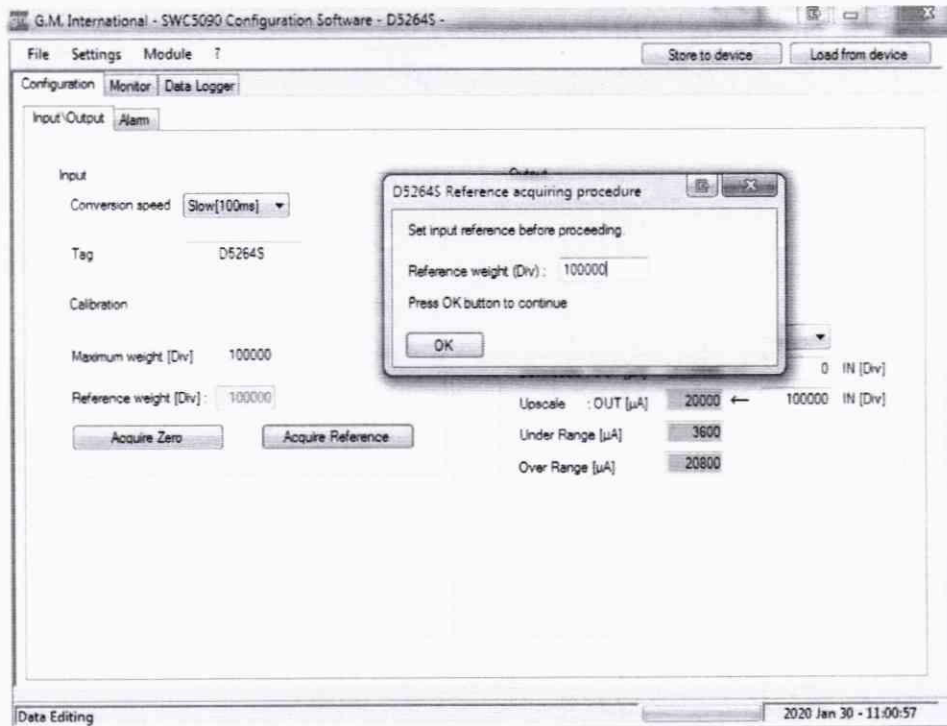 G.M. International - SWC5090 Configuration Software - D5264S -
File Settings Module ? Store to device Load from device
Configuration Monitor Data Logger
Input\Output Alarm
Input
Output
Conversion speed Slow[100ms]
Tag D5264S
Calibration
Maximum weight [Div] 100000
Reference weight [Div] : 100000
Acquire Zero Acquire Reference
D5264S Reference acquiring procedure
Set input reference before proceeding.
Reference weight (Div) : 100000
Press OK button to continue
OK
0 IN [Div]
Upscale : OUT [µA] 20000 ← 100000 IN [Div]
Under Range [µA] 3600
Over Range [µA] 20800
Data Editing
2020 Jan 30 - 11:00:57